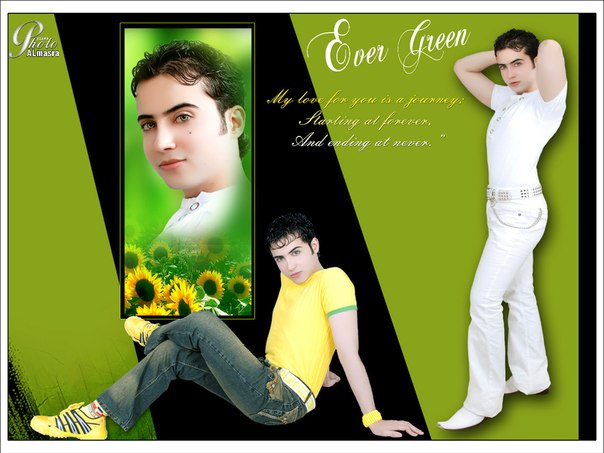 Photo
ALmasra
Ever Green
My love for you is a journey;
Starting at forever,
And ending at never. "